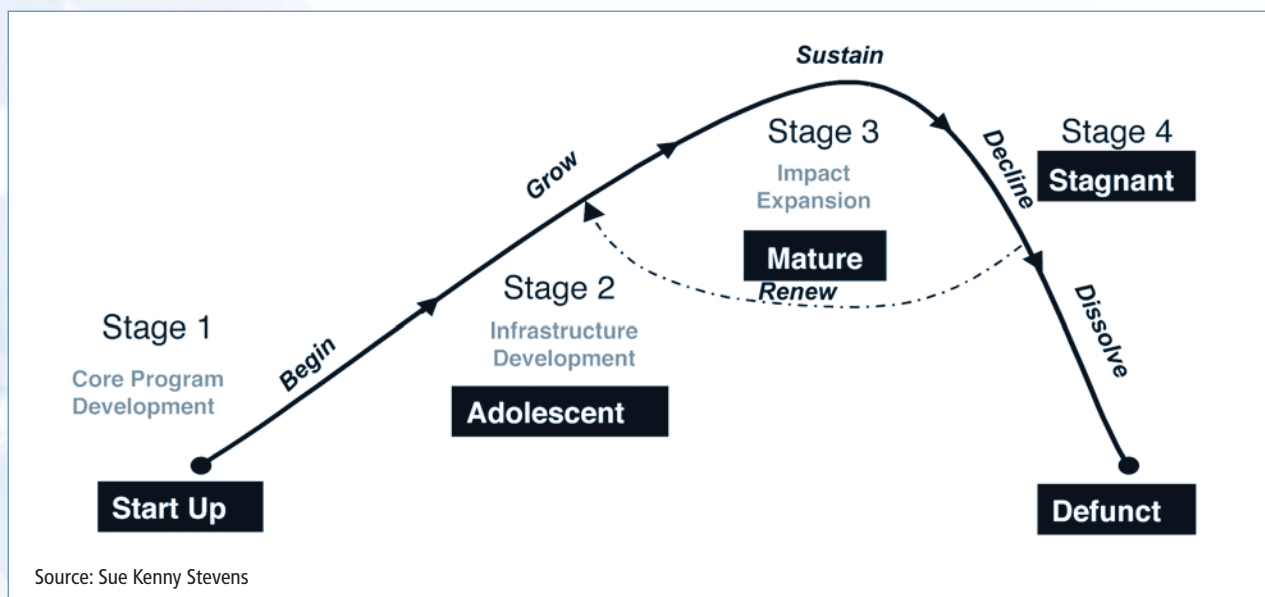 Sustain
Stage 3
Impact
Expansion
Mature
Decline
Stage 4
Stagnant
Grow
Renew
Stage 2
Infrastructure
Development
Adolescent
Stage 1
Begin
Core Program
Development
Start Up
Dissolve
Defunct
Source: Sue Kenny Stevens